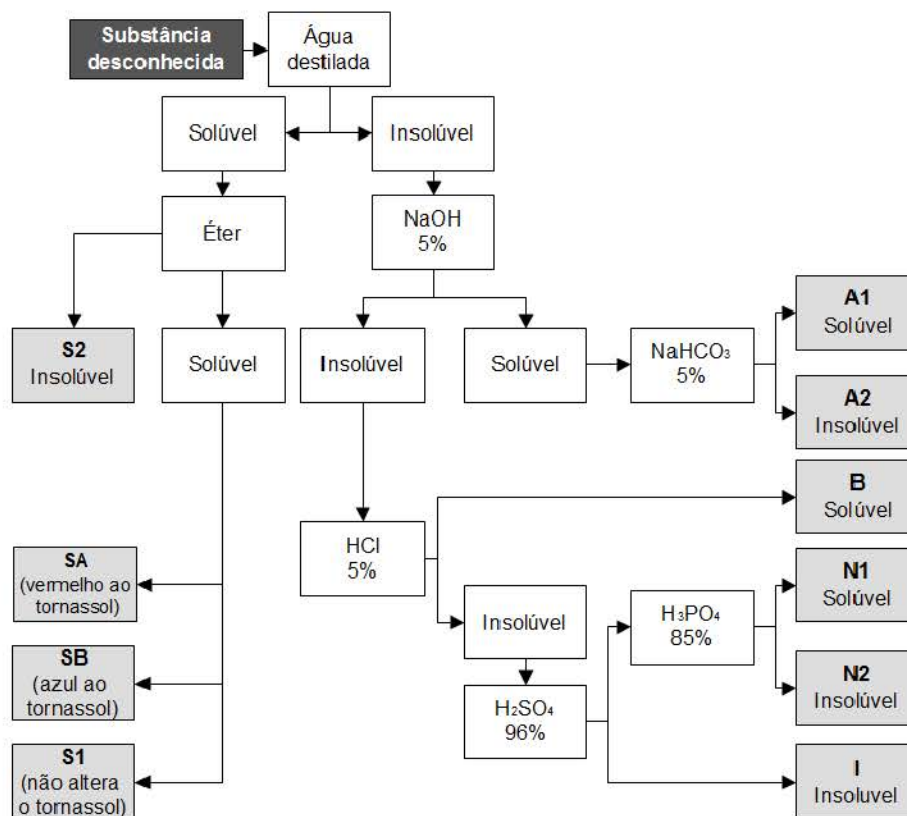 Substância
desconhecida
Água
destilada
Solúvel
Insolúvel
Éter
NaOH
5%
S2
Insolúvel
Solúvel
Insolúvel
Solúvel
NaHCO₃
5%
A1
Solúvel
A2
Insolúvel
B
Solúvel
HCl
5%
SA
(vermelho ao
tornassol)
N1
Solúvel
Insolúvel
H₃PO₄
85%
SB
(azul ao
tornassol)
N2
Insolúvel
H₂SO₄
96%
S1
(não altera
o tornassol)
I
Insoluvel